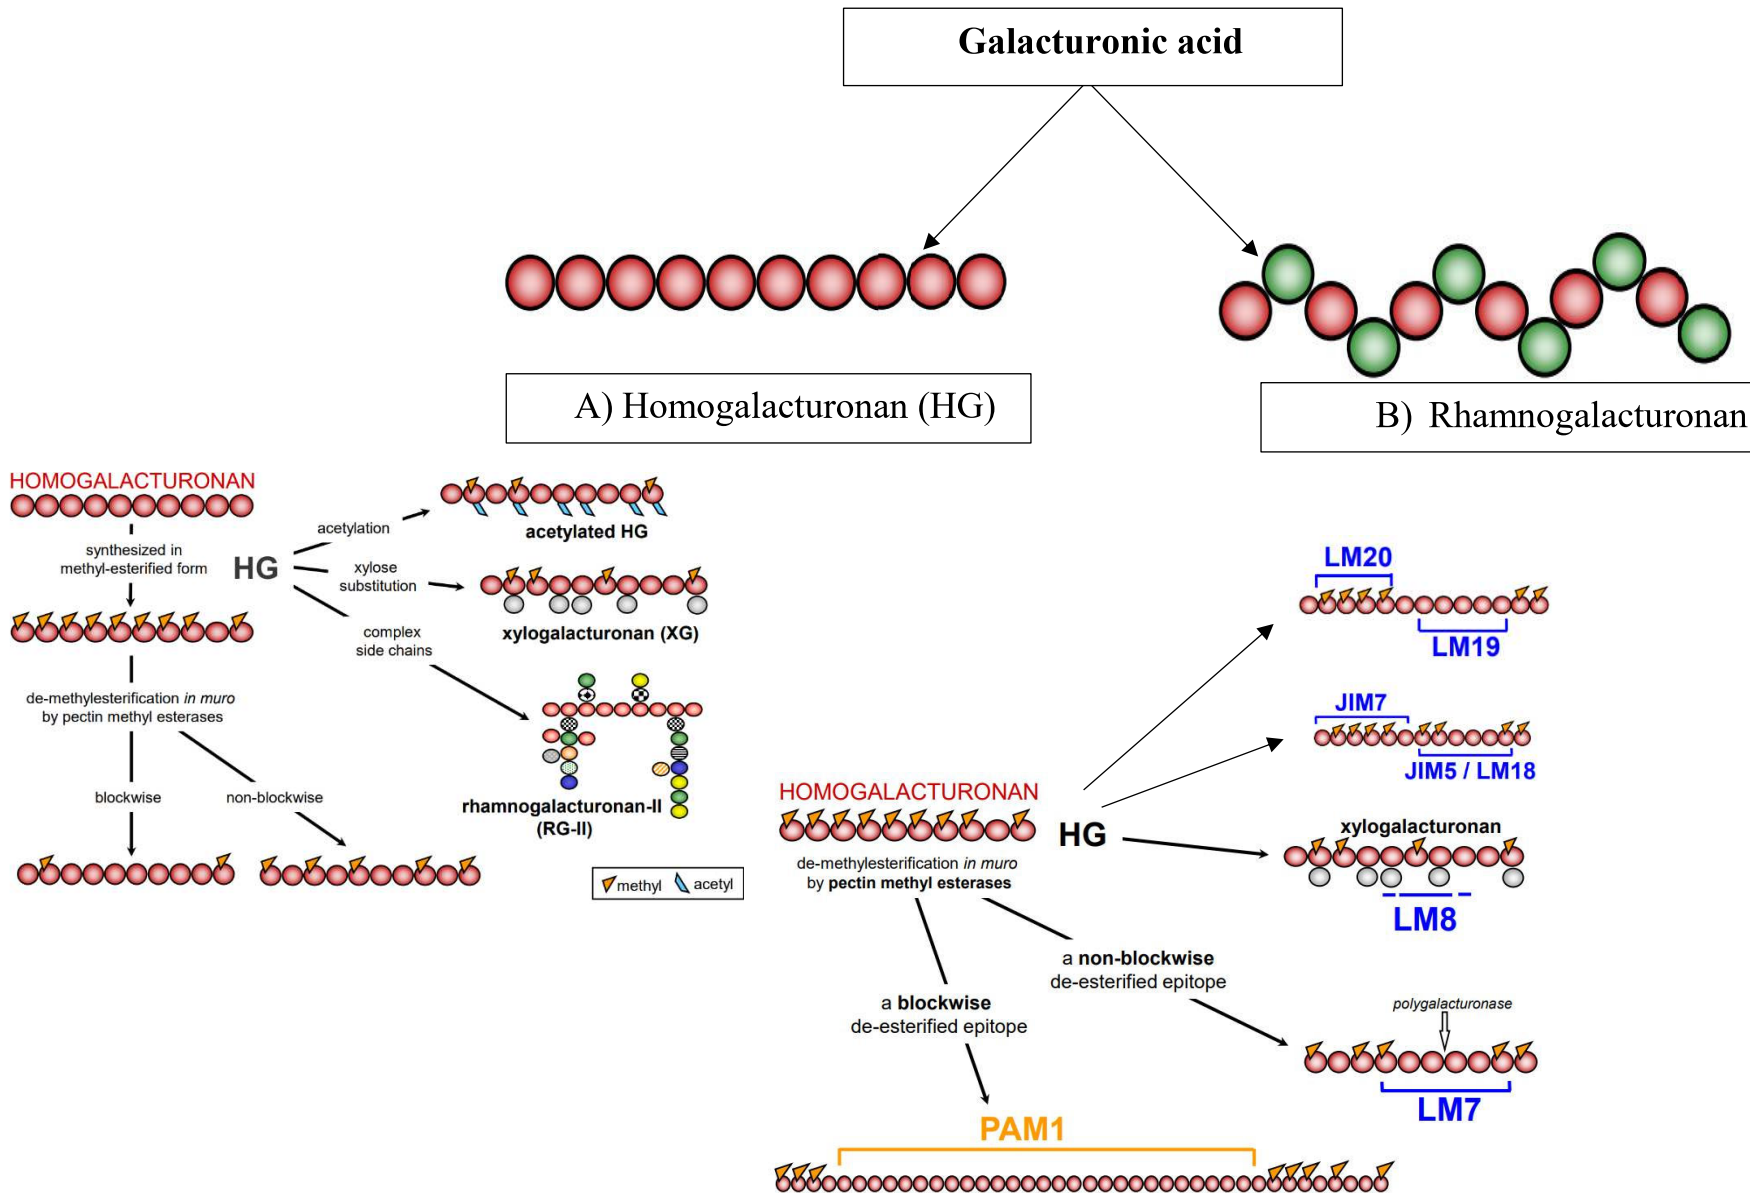 Galacturonic acid
A) Homogalacturonan (HG)
B) Rhamnogalacturonan
HOMOGALACTURONAN
synthesized in
methyl-esterified form
de-methylesterification in muro
by pectin methyl esterases
blockwise
non-blockwise
HG
acetylation
acetylated HG
xylose
substitution
xylogalacturonan (XG)
complex
side chains
rhamnogalacturonan-II
(RG-II)
methyl
acetyl
HOMOGALACTURONAN
de-methylesterification in muro
by pectin methyl esterases
HG
LM20
LM19
JIM7
JIM5 / LM18
xylogalacturonan
LM8
a non-blockwise
de-esterified epitope
polygalacturonase
LM7
a blockwise
de-esterified epitope
PAM1